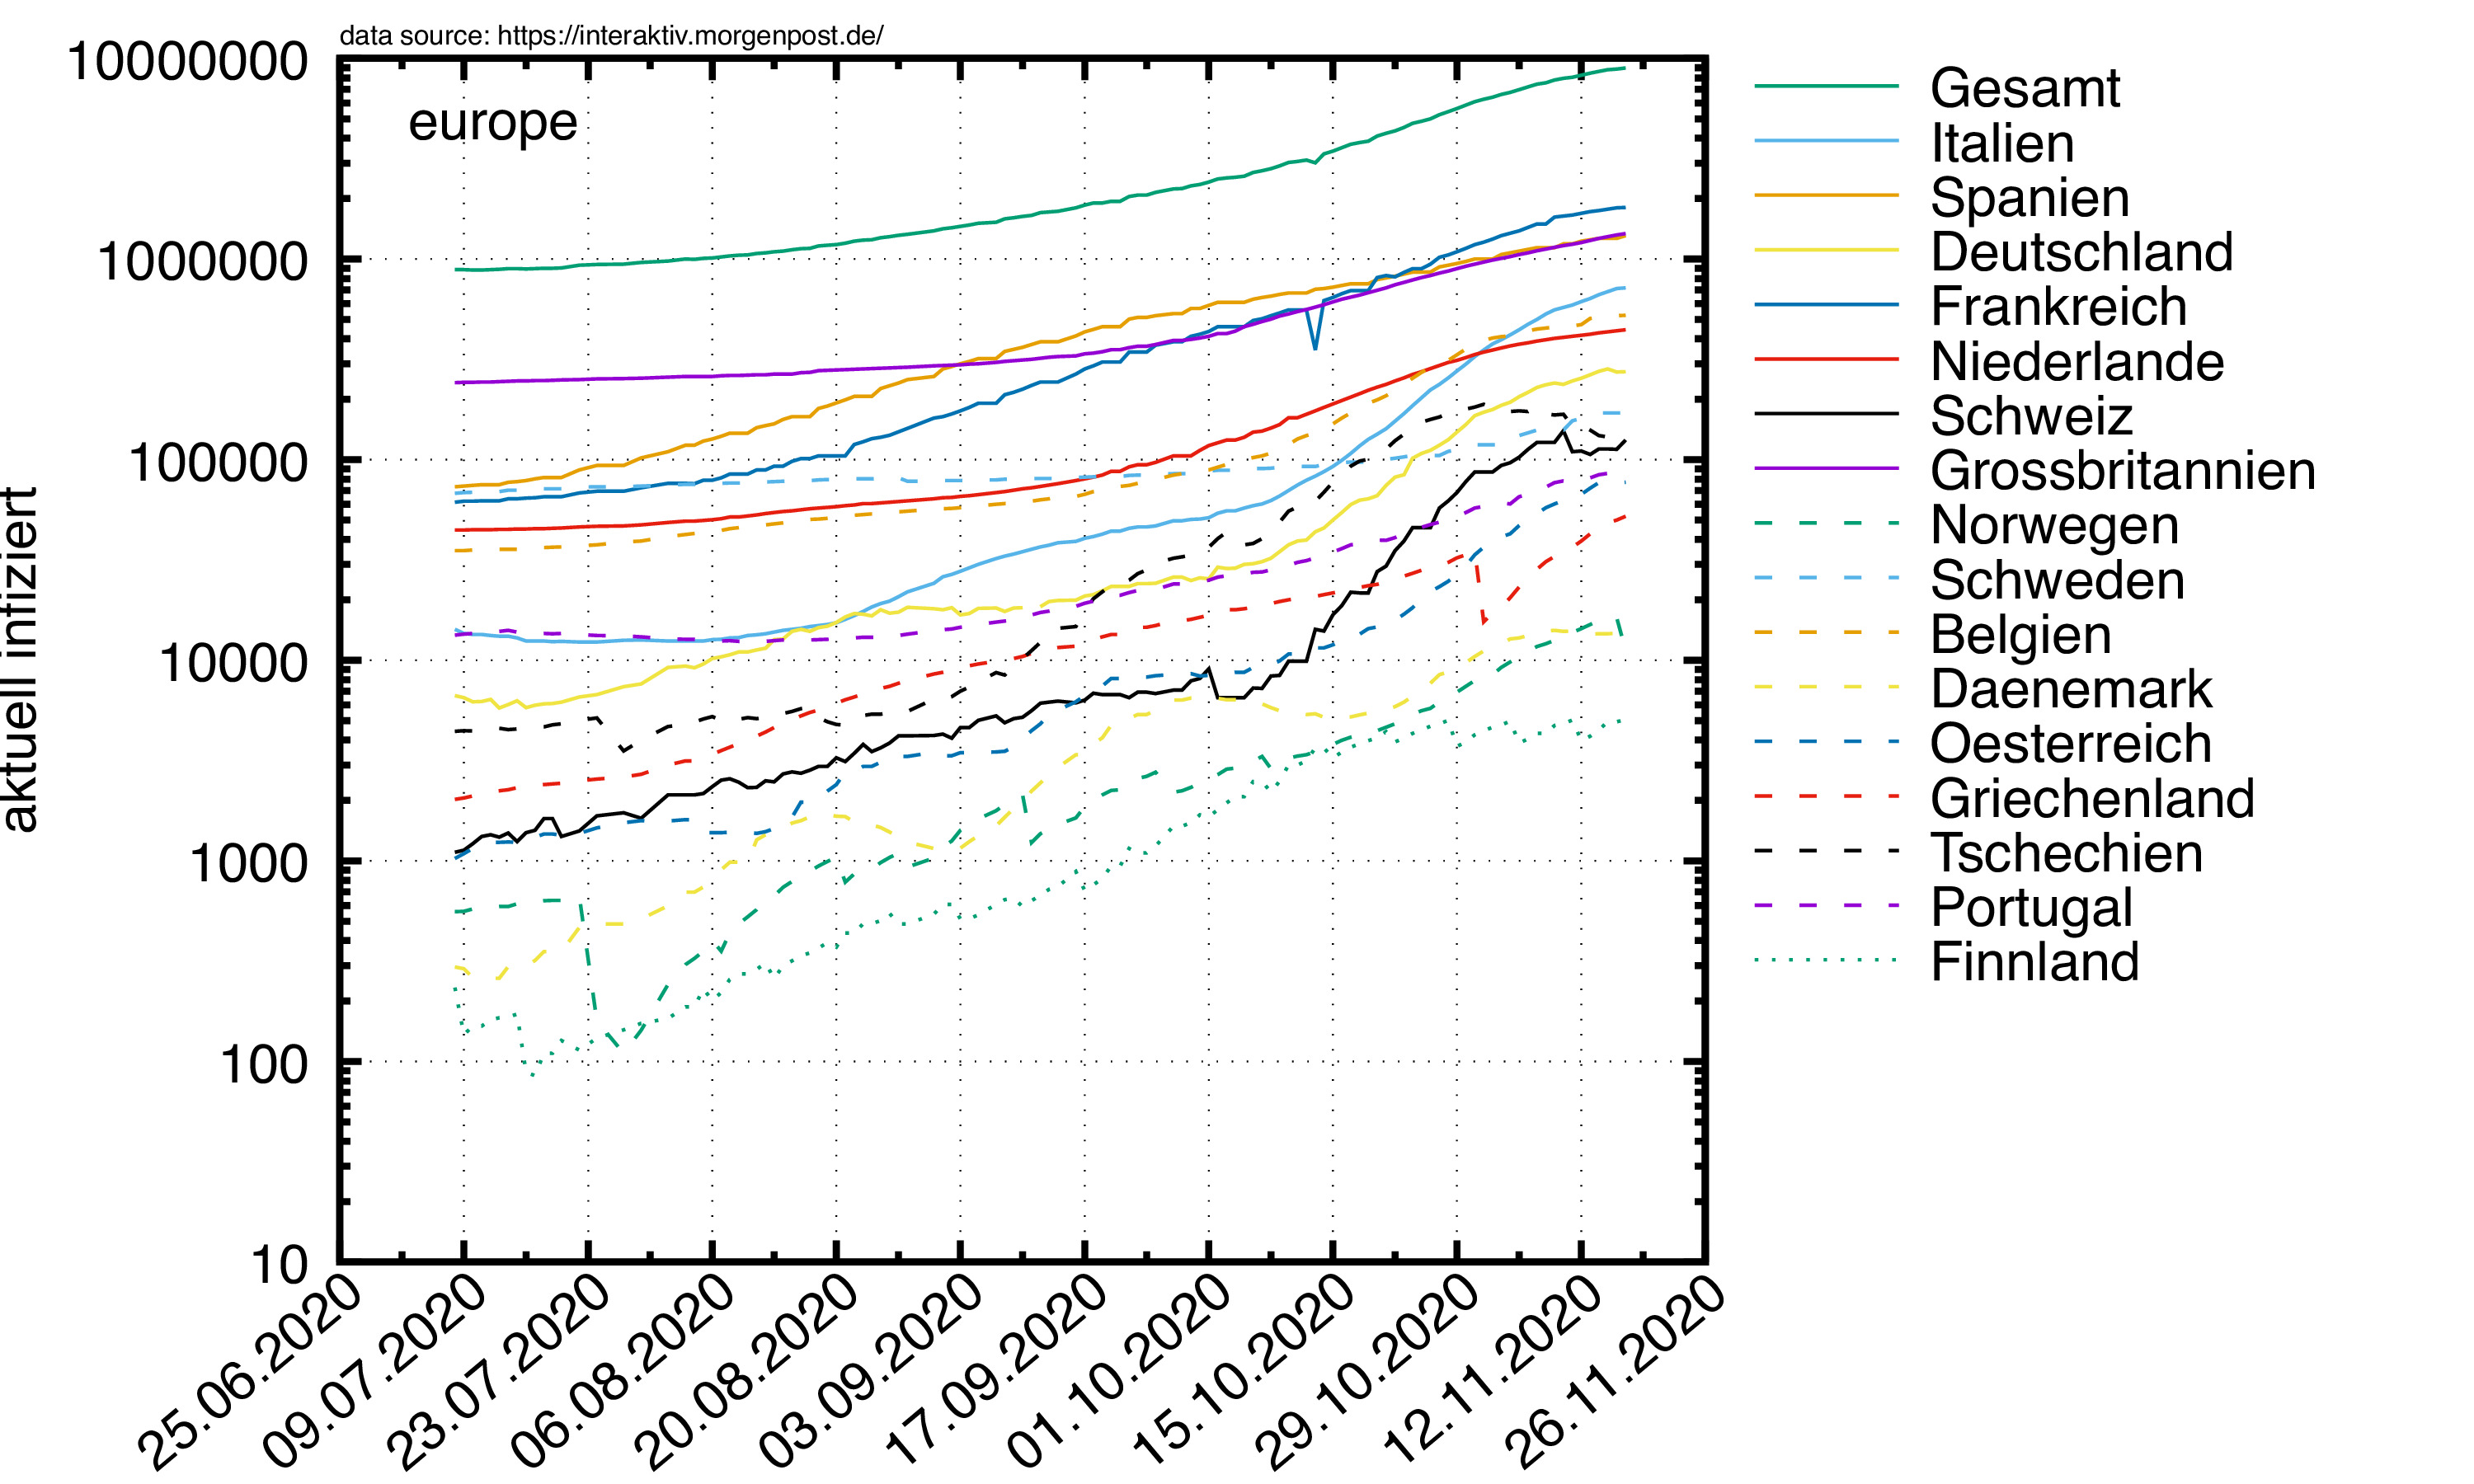 data source: https://interaktiv.morgenpost.de/
europe
aktuell infiziert
10000000
1000000
100000
10000
1000
100
10
25.06.2020
09.07.2020
23.07.2020
06.08.2020
20.08.2020
03.09.2020
17.09.2020
01.10.2020
15.10.2020
29.10.2020
12.11.2020
26.11.2020
Gesamt
Italien
Spanien
Deutschland
Frankreich
Niederlande
Schweiz
Grossbritannien
Norwegen
Schweden
Belgien
Daenemark
Oesterreich
Griechenland
Tschechien
Portugal
Finnland